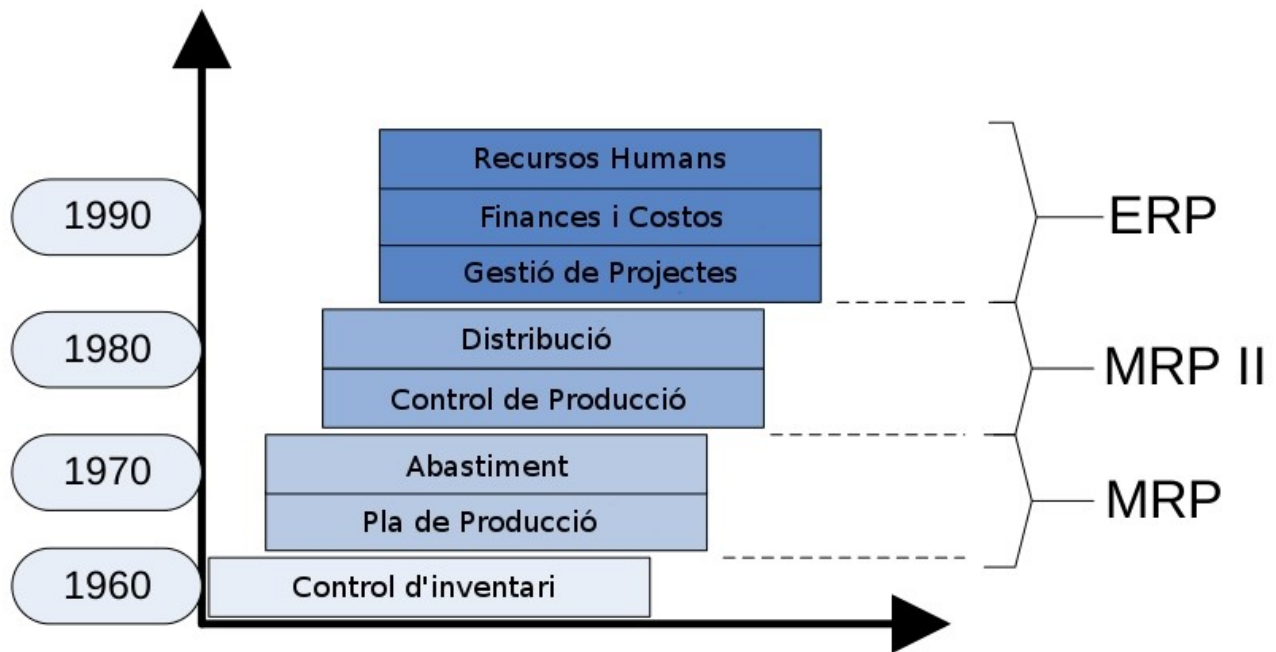 Recursos Humans
1990
Finances i Costos
ERP
Gestió de Projectes
Distribució
1980
MRP II
Control de Producció
Abastiment
1970
MRP
Pla de Producció
1960
Control d'inventari